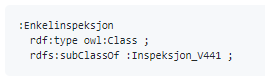 :Enkelinspeksjon
rdf:type owl:Class ;
rdfs:subClassOf :Inspeksjon_V441 ;